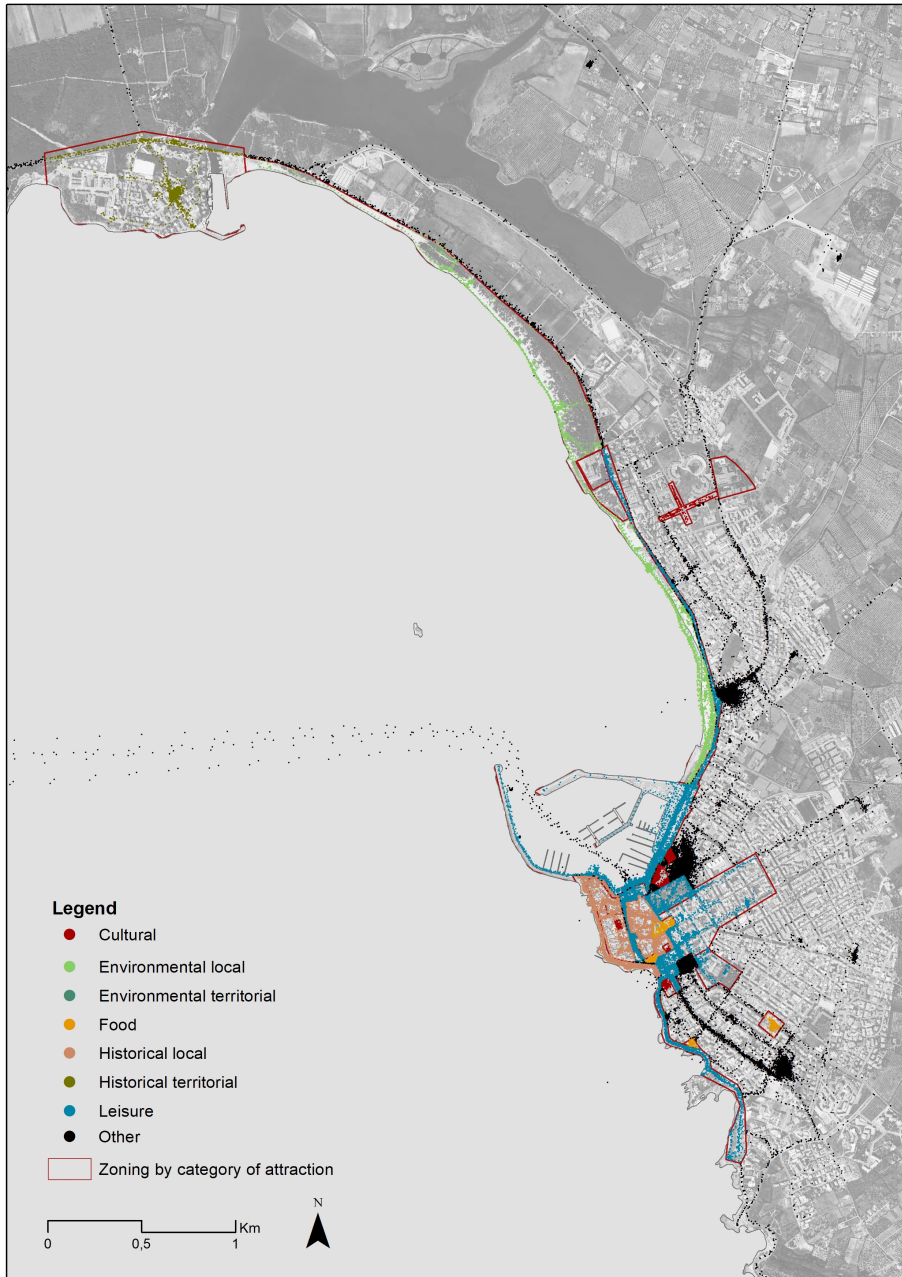 Legend
Cultural
Environmental local
Environmental territorial
Food
Historical local
Historical territorial
Leisure
Other
Zoning by category of attraction
Km
0 0,5 1
N